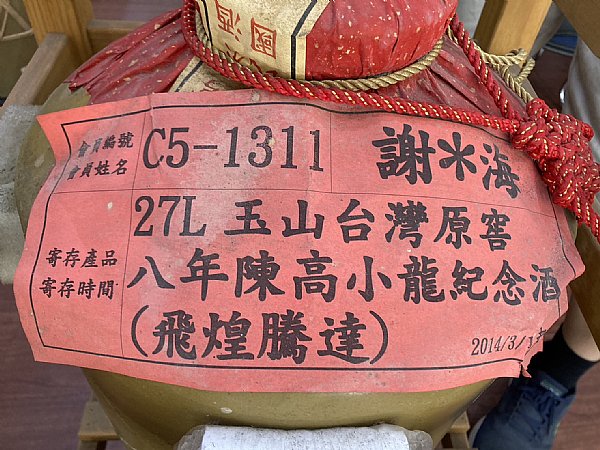 國酒
會員編號
會員姓名
C5-1311
謝*海
寄存產品
寄存時間
27L 玉山台灣原窖
八年陳高小龍紀念酒
(飛煌騰達)
2014/3/